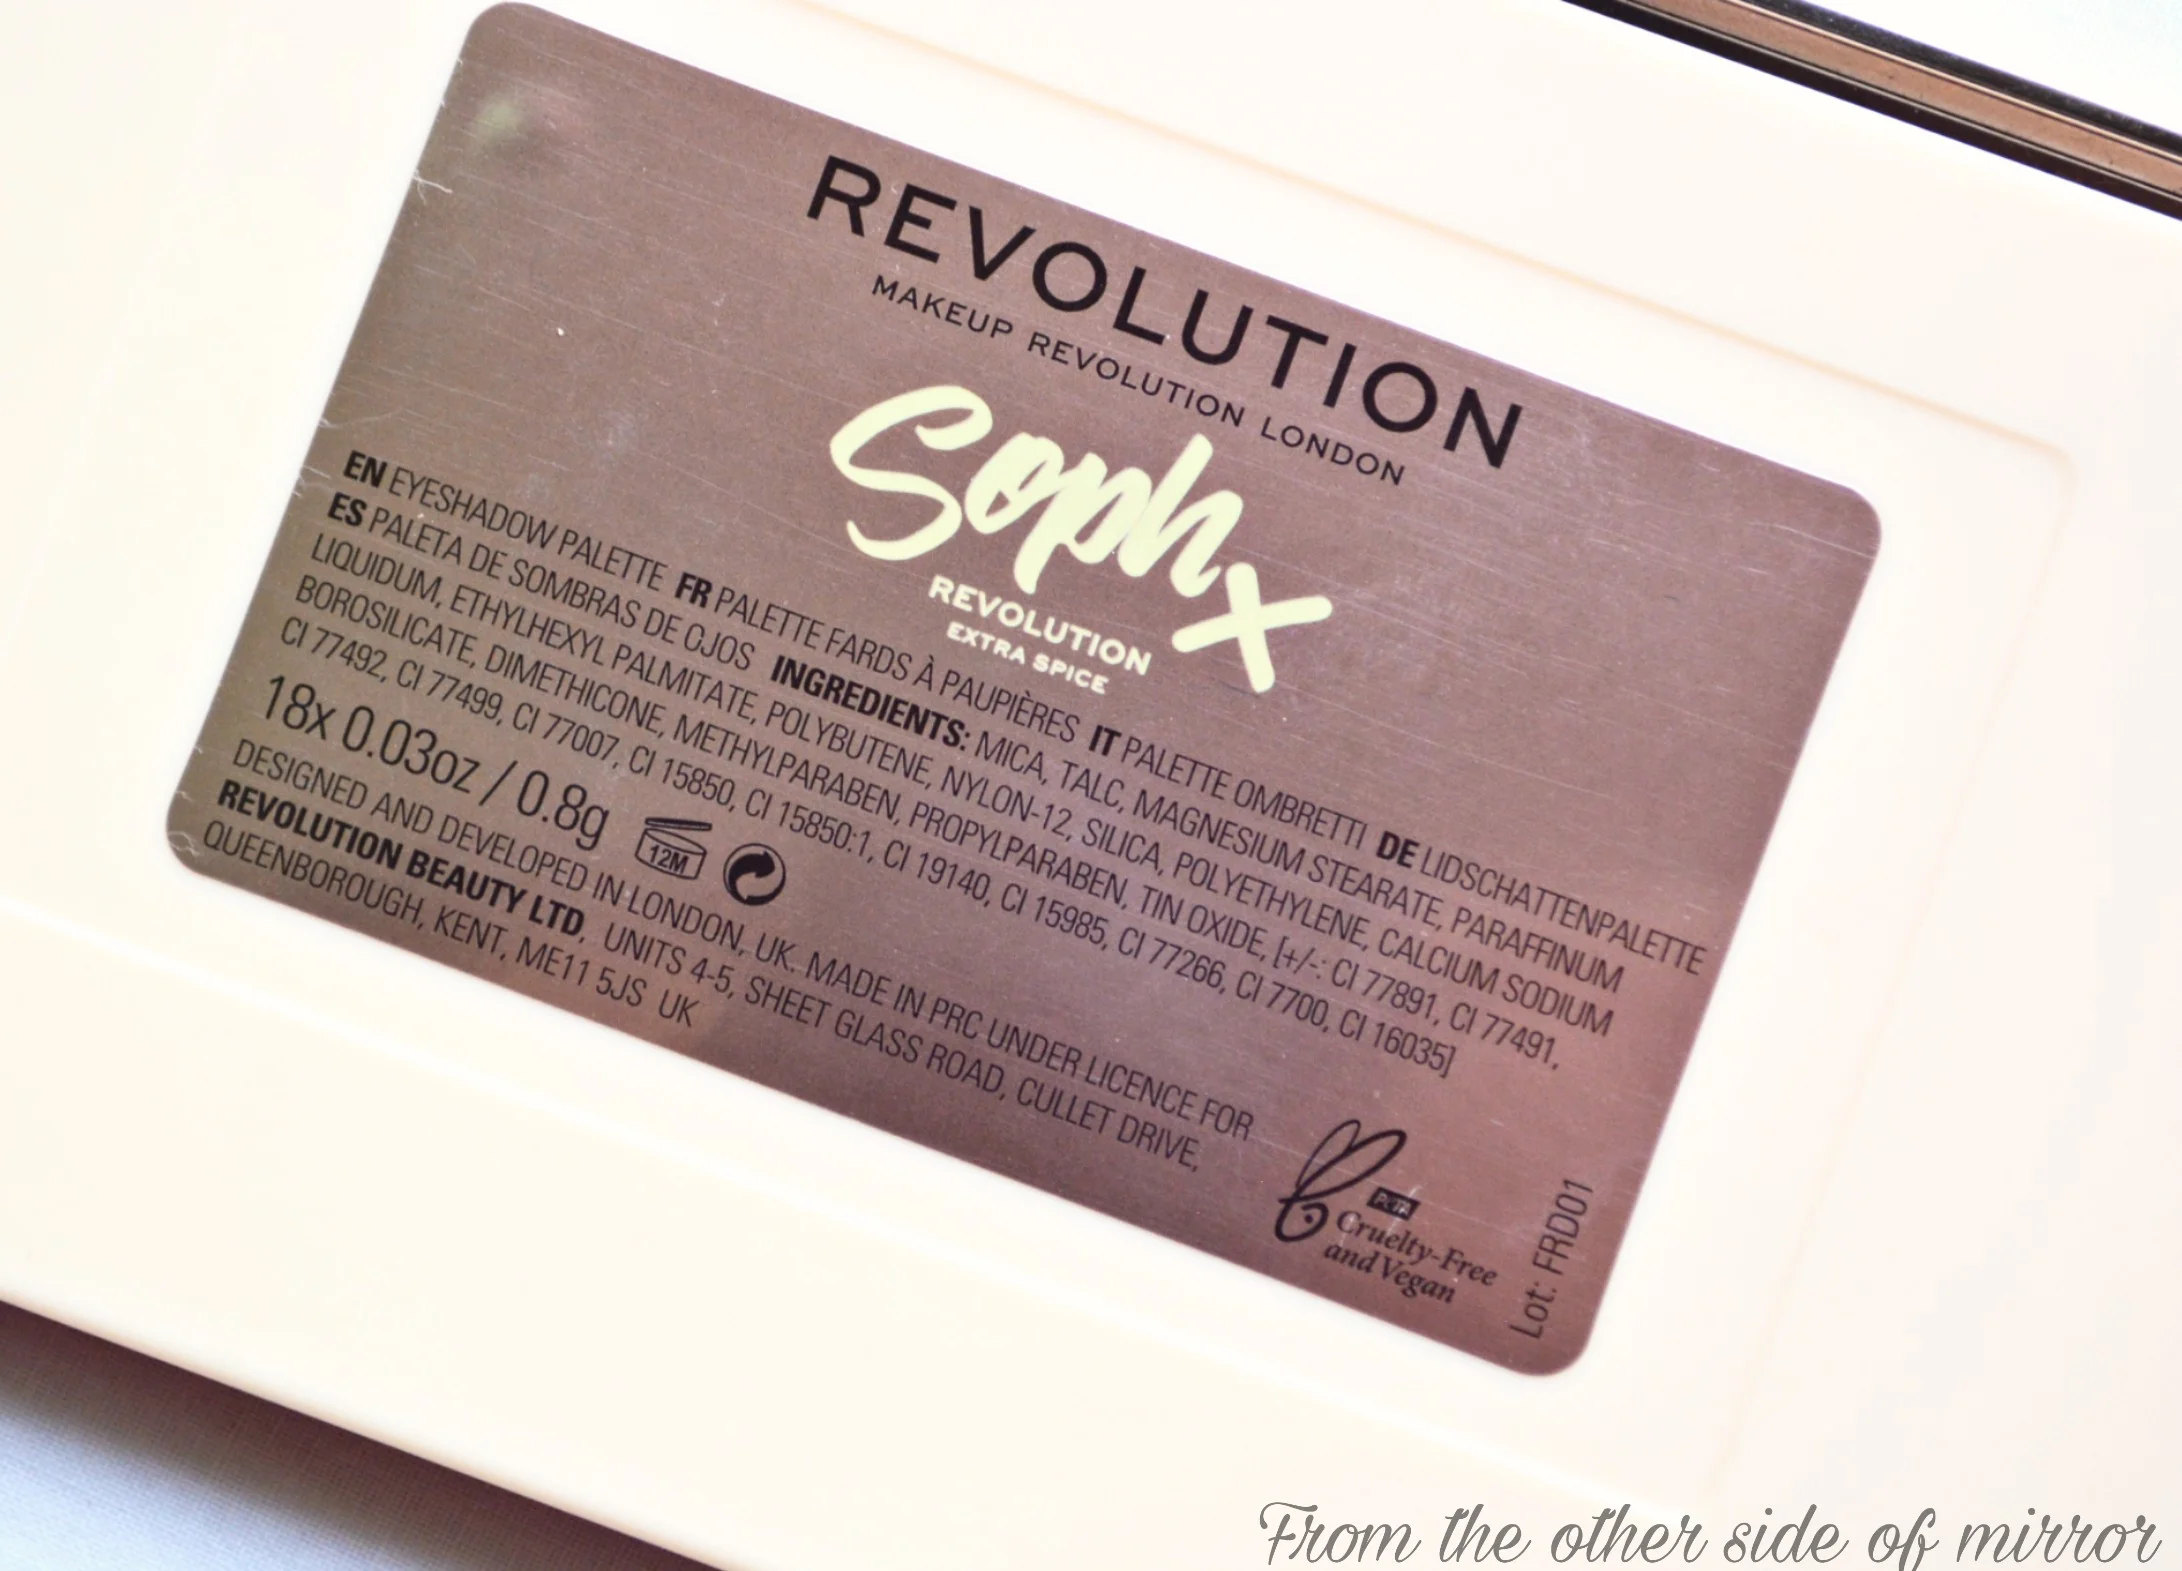 REVOLUTION
MAKEUP REVOLUTION LONDON
Soph x
REVOLUTION
EXTRA SPICE
EN EYESHADOW PALETTE FR PALETTE FARDS À PAUPIÈRES IT PALETTE OMBRETTI DE LIDSCHATTENPALETTE
ES PALETA DE SOMBRAS DE OJOS INGREDIENTS: MICA, TALC, MAGNESIUM STEARATE, PARAFFINUM
LIQUIDUM, ETHYLHEXYL PALMITATE, POLYBUTENE, NYLON-12, SILICA, POLYETHYLENE, CALCIUM SODIUM
BOROSILICATE, DIMETHICONE, METHYLPARABEN, PROPYLPARABEN, TIN OXIDE, [+/-: CI 77891, CI 77491,
CI 77492, CI 77499, CI 77007, CI 15850, CI 15850:1, CI 19140, CI 15985, CI 77266, CI 7700, CI 16035]
18x 0.03oz / 0.8g
12M
DESIGNED AND DEVELOPED IN LONDON, UK. MADE IN PRC UNDER LICENCE FOR
REVOLUTION BEAUTY LTD, UNITS 4-5, SHEET GLASS ROAD, CULLET DRIVE,
QUEENBOROUGH, KENT, ME11 5JS UK
PETA
Cruelty-Free
and Vegan
Lot: FRD01
From the other side of mirror